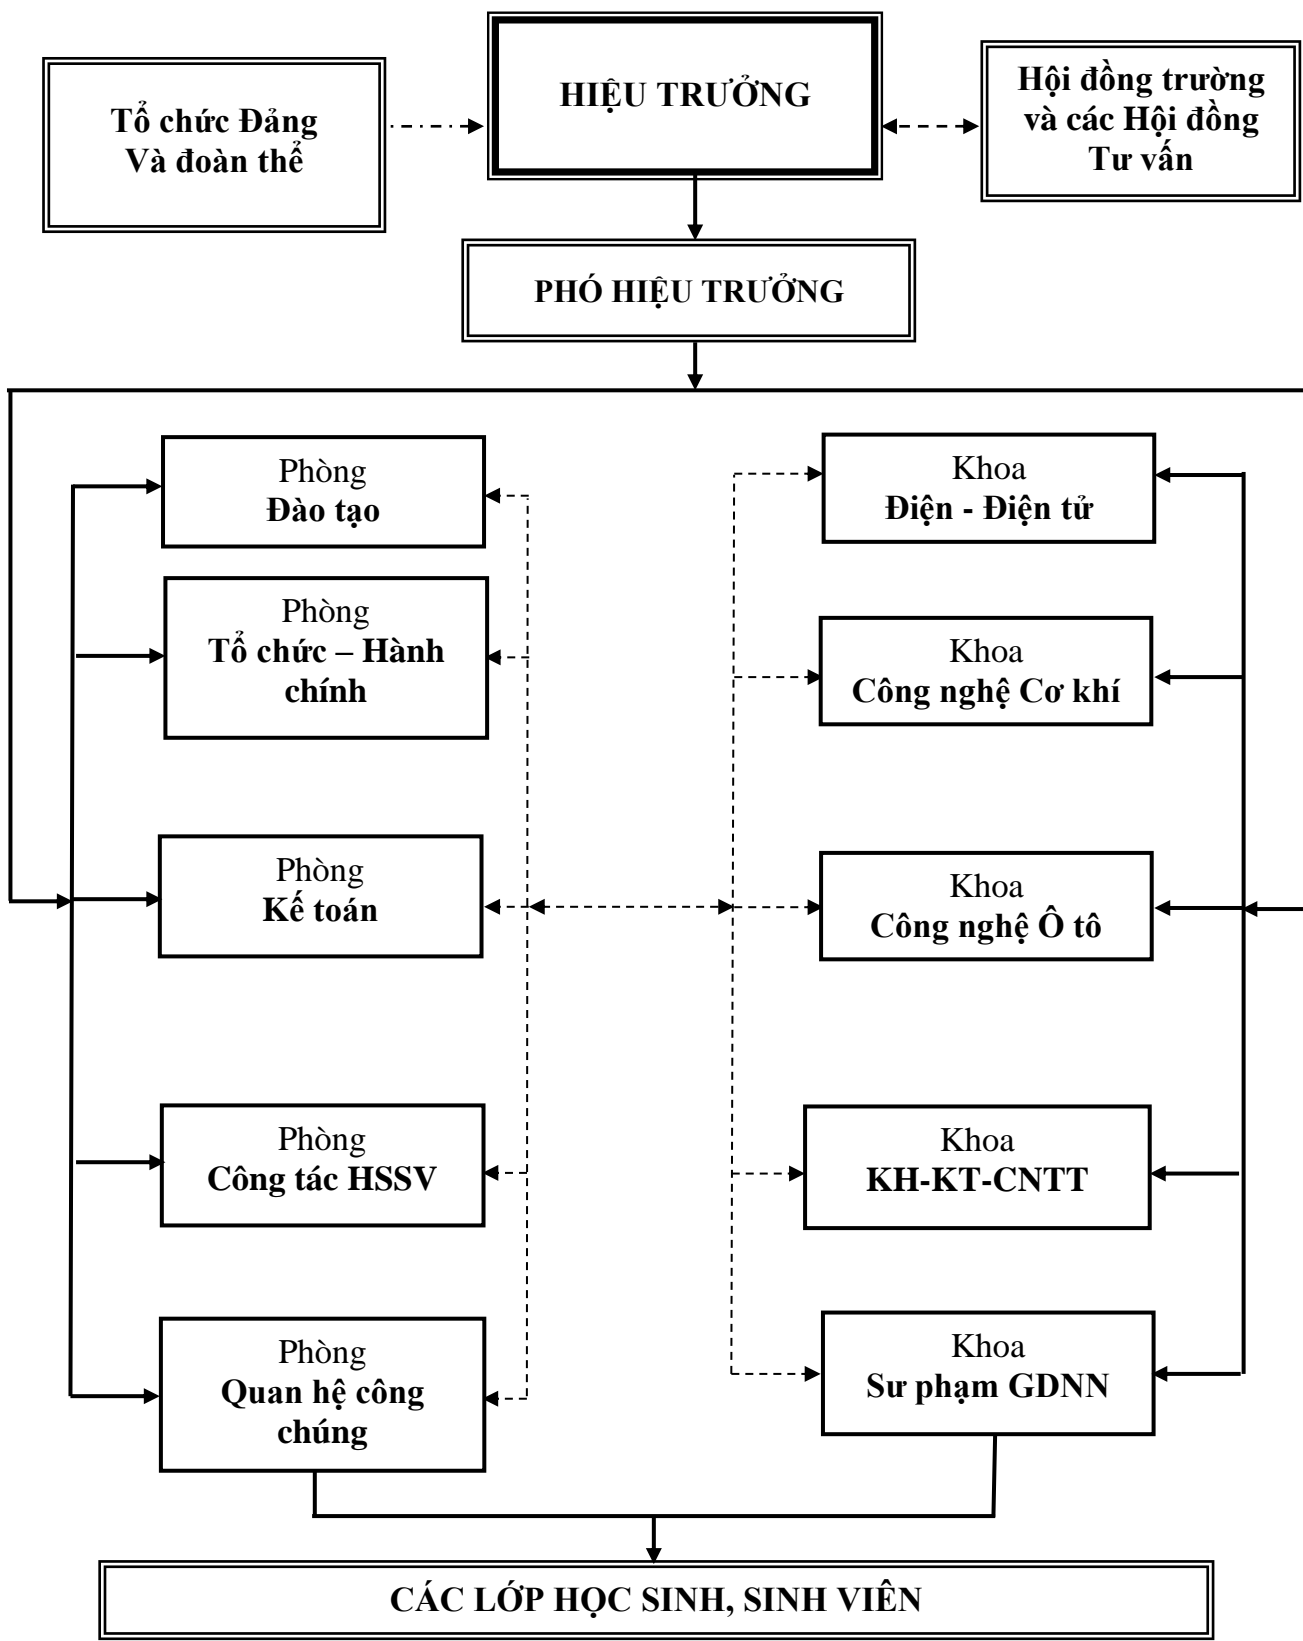 HIỆU TRƯỞNG
Tổ chức Đảng
Và đoàn thể
Hội đồng trường
và các Hội đồng
Tư vấn
PHÓ HIỆU TRƯỞNG
Phòng
Đào tạo
Phòng
Tổ chức – Hành
chính
Phòng
Kế toán
Phòng
Công tác HSSV
Phòng
Quan hệ công
chúng
Khoa
Điện - Điện tử
Khoa
Công nghệ Cơ khí
Khoa
Công nghệ Ô tô
Khoa
KH-KT-CNTT
Khoa
Sư phạm GDNN
CÁC LỚP HỌC SINH, SINH VIÊN